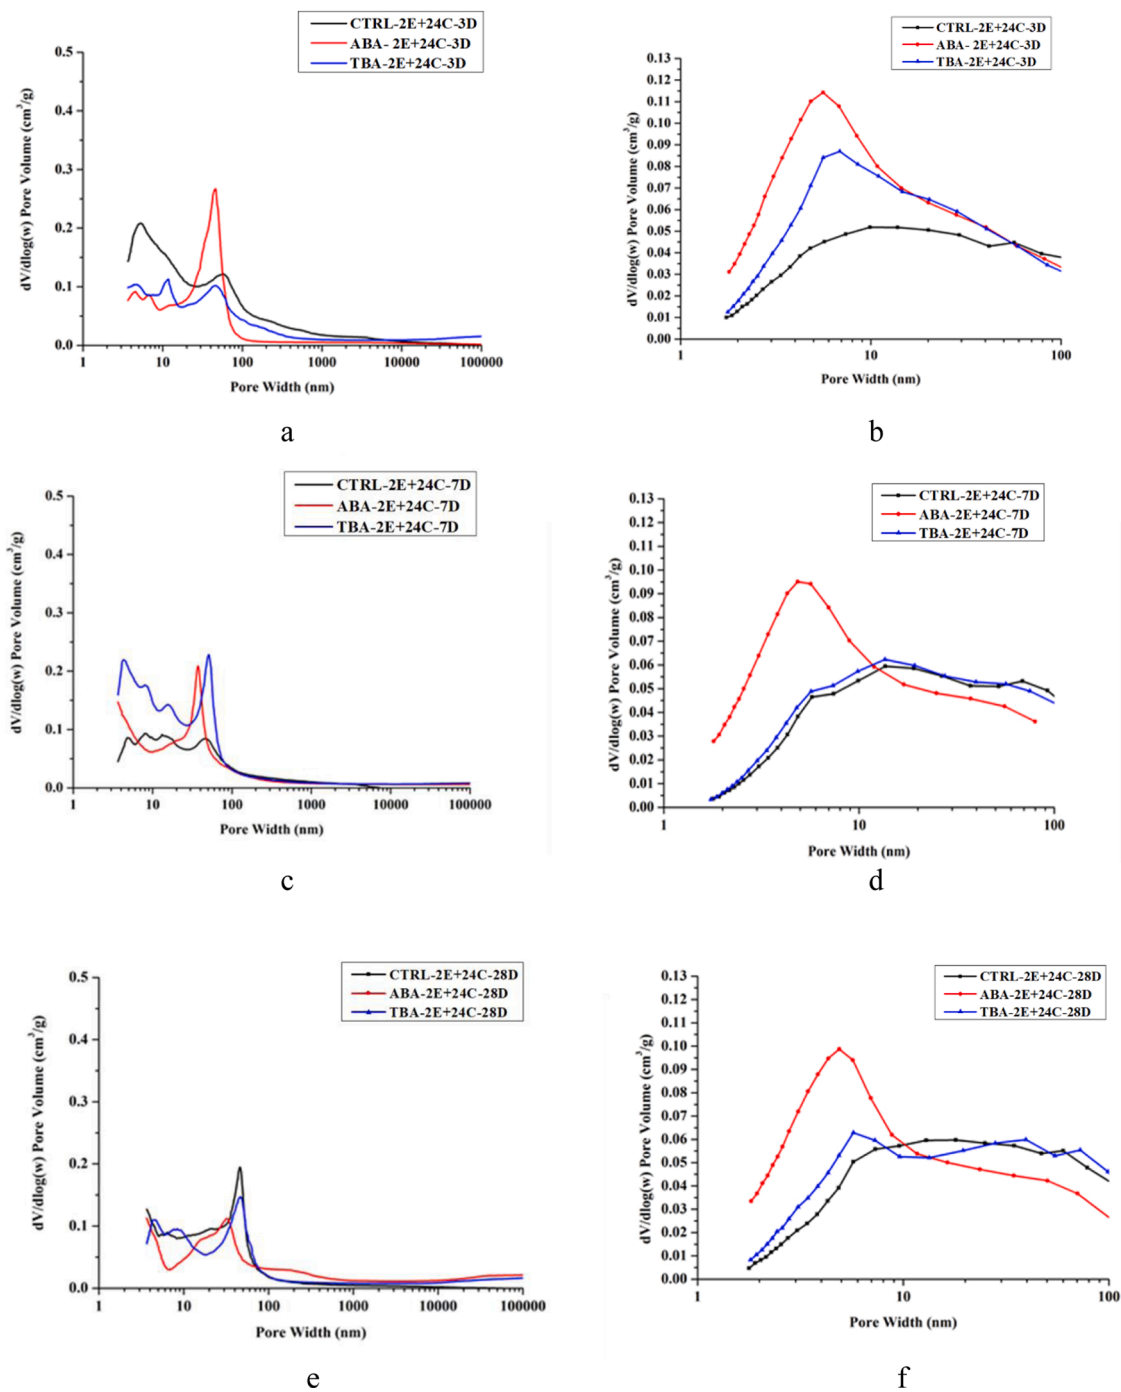 CTRL-2E+24C-3D
ABA- 2E+24C-3D
TBA-2E+24C-3D
dV/dlog(w) Pore Volume (cm³/g)
0.5
0.4
0.3
0.2
0.1
0.0
1 10 100 1000 10000 100000
Pore Width (nm)
a
CTRL-2E+24C-3D
ABA- 2E+24C-3D
TBA-2E+24C-3D
dV/dlog(w) Pore Volume (cm³/g)
0.13
0.12
0.11
0.10
0.09
0.08
0.07
0.06
0.05
0.04
0.03
0.02
0.01
0.00
1 10 100
Pore Width (nm)
b
CTRL-2E+24C-7D
ABA-2E+24C-7D
TBA-2E+24C-7D
dV/dlog(w) Pore Volume (cm³/g)
0.5
0.4
0.3
0.2
0.1
0.0
1 10 100 1000 10000 100000
Pore Width (nm)
c
CTRL-2E+24C-7D
ABA-2E+24C-7D
TBA-2E+24C-7D
dV/dlog(w) Pore Volume (cm³/g)
0.13
0.12
0.11
0.10
0.09
0.08
0.07
0.06
0.05
0.04
0.03
0.02
0.01
0.00
1 10 100
Pore Width (nm)
d
CTRL-2E+24C-28D
ABA-2E+24C-28D
TBA-2E+24C-28D
dV/dlog(w) Pore Volume (cm³/g)
0.5
0.4
0.3
0.2
0.1
0.0
1 10 100 1000 10000 100000
Pore Width (nm)
e
CTRL-2E+24C-28D
ABA-2E+24C-28D
TBA-2E+24C-28D
dV/dlog(w) Pore Volume (cm³/g)
0.13
0.12
0.11
0.10
0.09
0.08
0.07
0.06
0.05
0.04
0.03
0.02
0.01
0.00
1 10 100
Pore Width (nm)
f